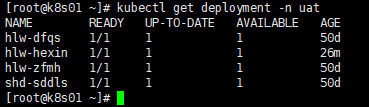 [root@k8s01 ~]# kubectl get deployment -n uat
NAME READY UP-TO-DATE AVAILABLE AGE
hlw-dfqs 1/1 1 1 50d
hlw-hexin 1/1 1 1 26m
hlw-zfmh 1/1 1 1 50d
shd-sddls 1/1 1 1 50d
[root@k8s01 ~]#